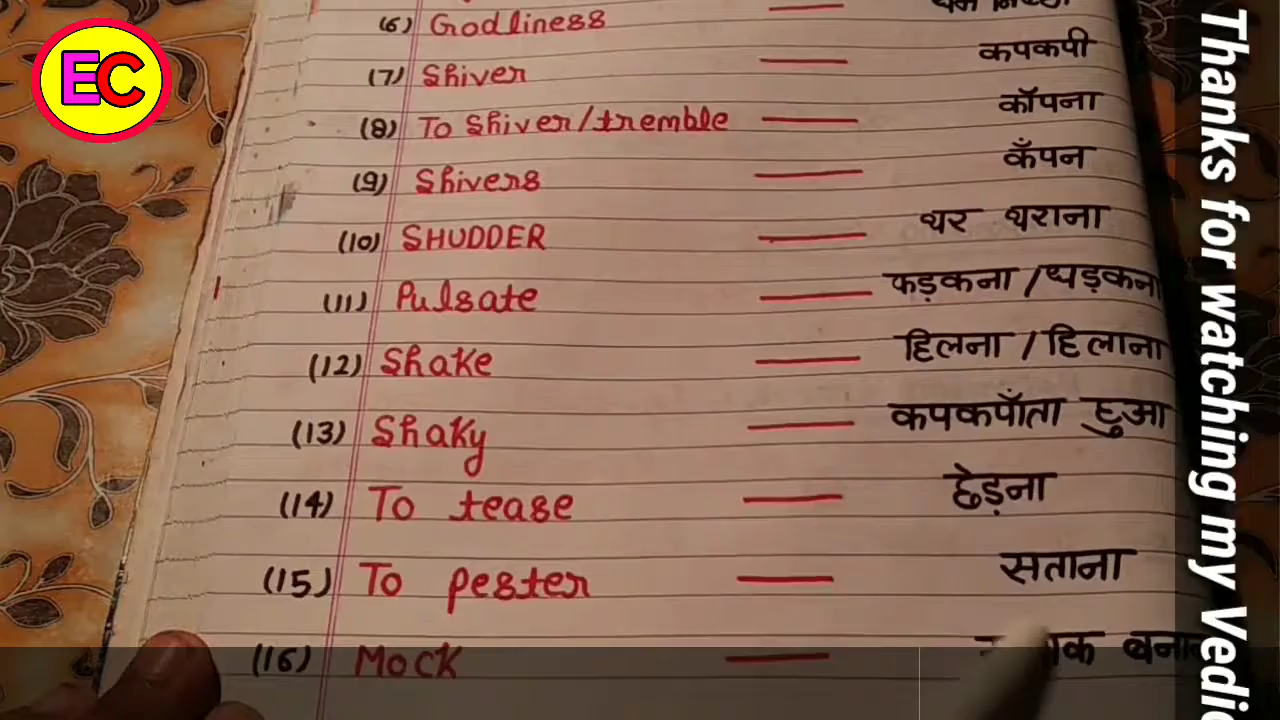 EC
(6) Godliness —
(7) Shiver — कपकपी
(8) To Shiver/tremble — काँपना
(9) Shivers — कँपन
(10) SHUDDER — थर थराना
(11) Pulsate — फड़कना / धड़कना
(12) Shake — हिलना / हिलाना
(13) Shaky — कपकपाँता हुआ
(14) To tease — छेड़ना
(15) To pester — सताना
(16) Mock —
Thanks for watching my